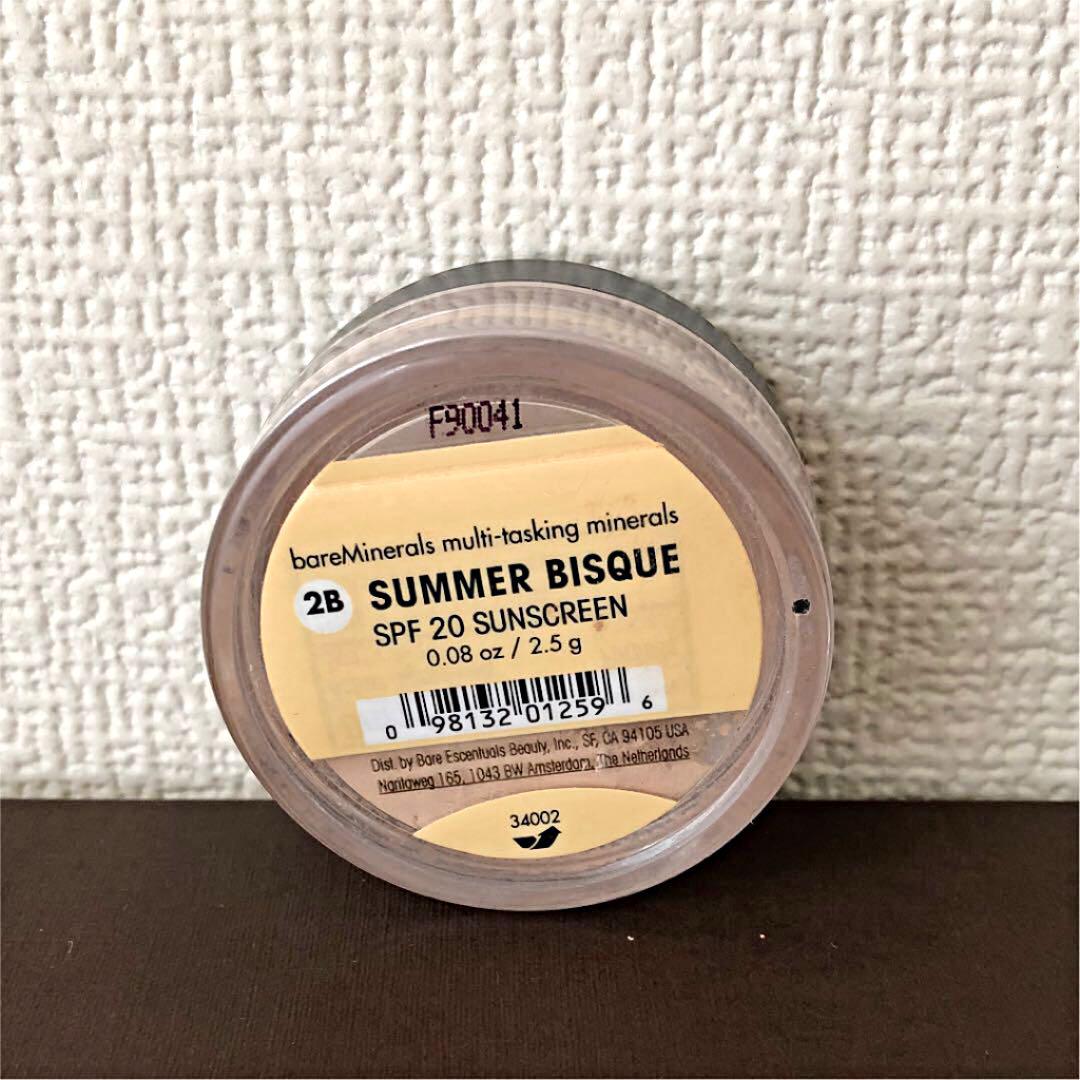 F90041
bareMinerals multi-tasking minerals
2B SUMMER BISQUE
SPF 20 SUNSCREEN
0.08 oz / 2.5 g
0 98132 01259 6
Dist. by Bare Escentuals Beauty, Inc., SF, CA 94105 USA
Naritaweg 165, 1043 BW Amsterdam, The Netherlands
34002